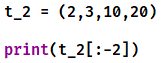 t_2 = (2,3,10,20)
print(t_2[:-2])